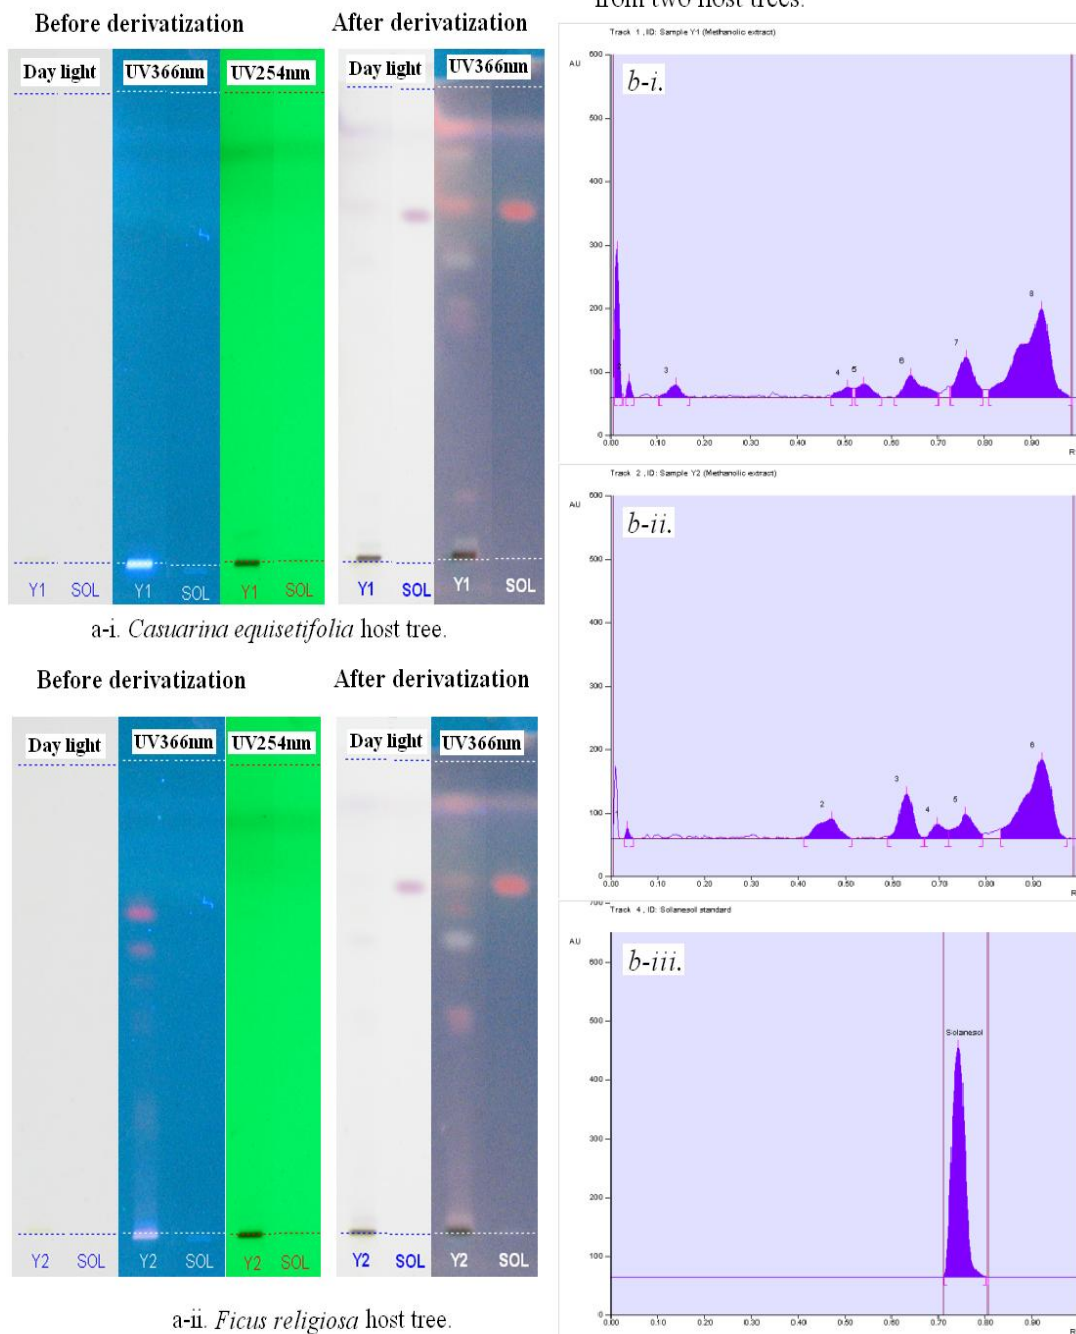 from two host trees.
Before derivatization
After derivatization
Day light
UV366nm
UV254nm
Day light
UV366nm
Y1
SOL
Y1
SOL
Y1
SOL
Y1
SOL
Y1
SOL
a-i. Casuarina equisetifolia host tree.
Before derivatization
After derivatization
Day light
UV366nm
UV254nm
Day light
UV366nm
Y2
SOL
Y2
SOL
Y2
SOL
Y2
SOL
Y2
SOL
a-ii. Ficus religiosa host tree.
Track 1 , ID: Sample Y1 (Methanolic extract)
AU
b-i.
600
500
400
300
200
100
0
3
4
5
6
7
8
0.00 0.10 0.20 0.30 0.40 0.50 0.60 0.70 0.80 0.90
R
Track 2 , ID: Sample Y2 (Methanolic extract)
AU
b-ii.
600
500
400
300
200
100
0
2
3
4
5
6
0.00 0.10 0.20 0.30 0.40 0.50 0.60 0.70 0.80 0.90
R
Track 4 , ID: Solanesol standard
AU
b-iii.
700
600
500
400
300
200
100
0
Solanesol
0.00 0.10 0.20 0.30 0.40 0.50 0.60 0.70 0.80 0.90
R